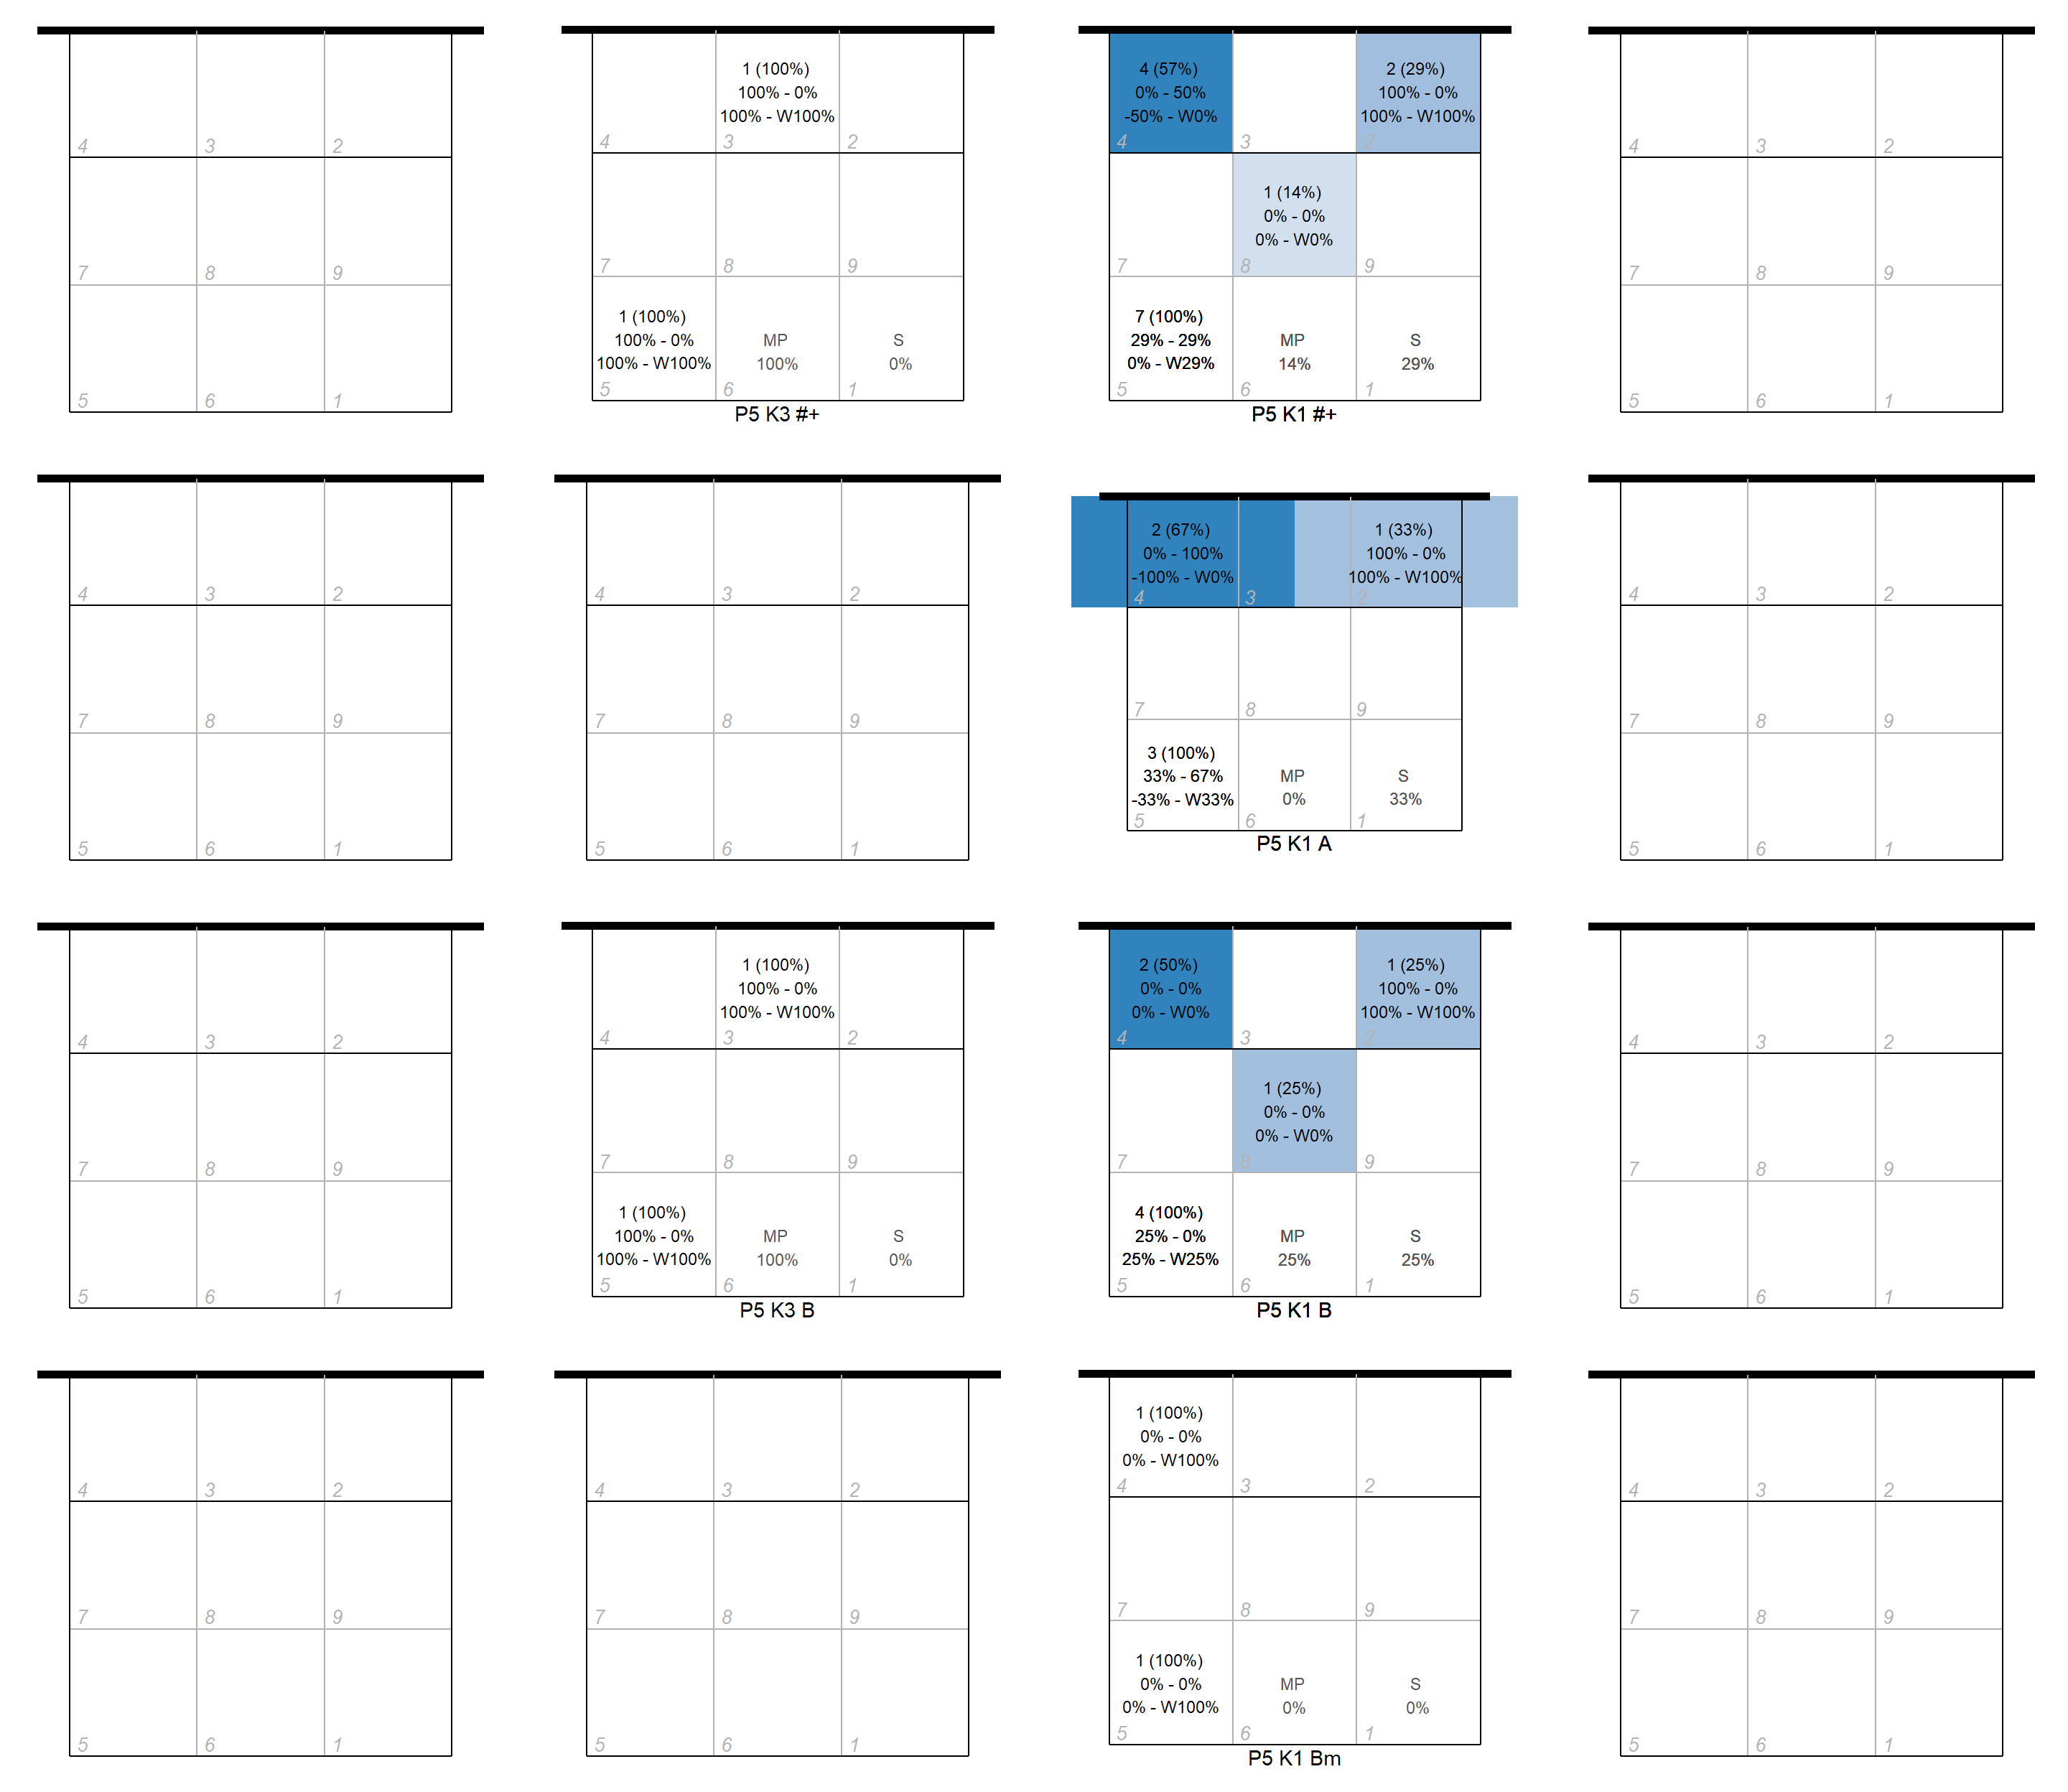 4 3 2
7 8 9
5 6 1
1 (100%)
100% - 0%
100% - W100%
4 3 2
7 8 9
1 (100%)
100% - 0%
100% - W100%
MP
100%
S
0%
5 6 1
P5 K3 #+
4 (57%)
0% - 50%
-50% - W0%
2 (29%)
100% - 0%
100% - W100%
4 3 2
1 (14%)
0% - 0%
0% - W0%
7 8 9
7 (100%)
29% - 29%
0% - W29%
MP
14%
S
29%
5 6 1
P5 K1 #+
4 3 2
7 8 9
5 6 1
4 3 2
7 8 9
5 6 1
4 3 2
7 8 9
5 6 1
2 (67%)
0% - 100%
-100% - W0%
1 (33%)
100% - 0%
100% - W100%
4 3 2
7 8 9
3 (100%)
33% - 67%
-33% - W33%
MP
0%
S
33%
5 6 1
P5 K1 A
4 3 2
7 8 9
5 6 1
4 3 2
7 8 9
5 6 1
1 (100%)
100% - 0%
100% - W100%
4 3 2
7 8 9
1 (100%)
100% - 0%
100% - W100%
MP
100%
S
0%
5 6 1
P5 K3 B
2 (50%)
0% - 0%
0% - W0%
1 (25%)
100% - 0%
100% - W100%
4 3 2
1 (25%)
0% - 0%
0% - W0%
7 8 9
4 (100%)
25% - 0%
25% - W25%
MP
25%
S
25%
5 6 1
P5 K1 B
4 3 2
7 8 9
5 6 1
4 3 2
7 8 9
5 6 1
4 3 2
7 8 9
5 6 1
1 (100%)
0% - 0%
0% - W100%
4 3 2
7 8 9
1 (100%)
0% - 0%
0% - W100%
MP
0%
S
0%
5 6 1
P5 K1 Bm
4 3 2
7 8 9
5 6 1